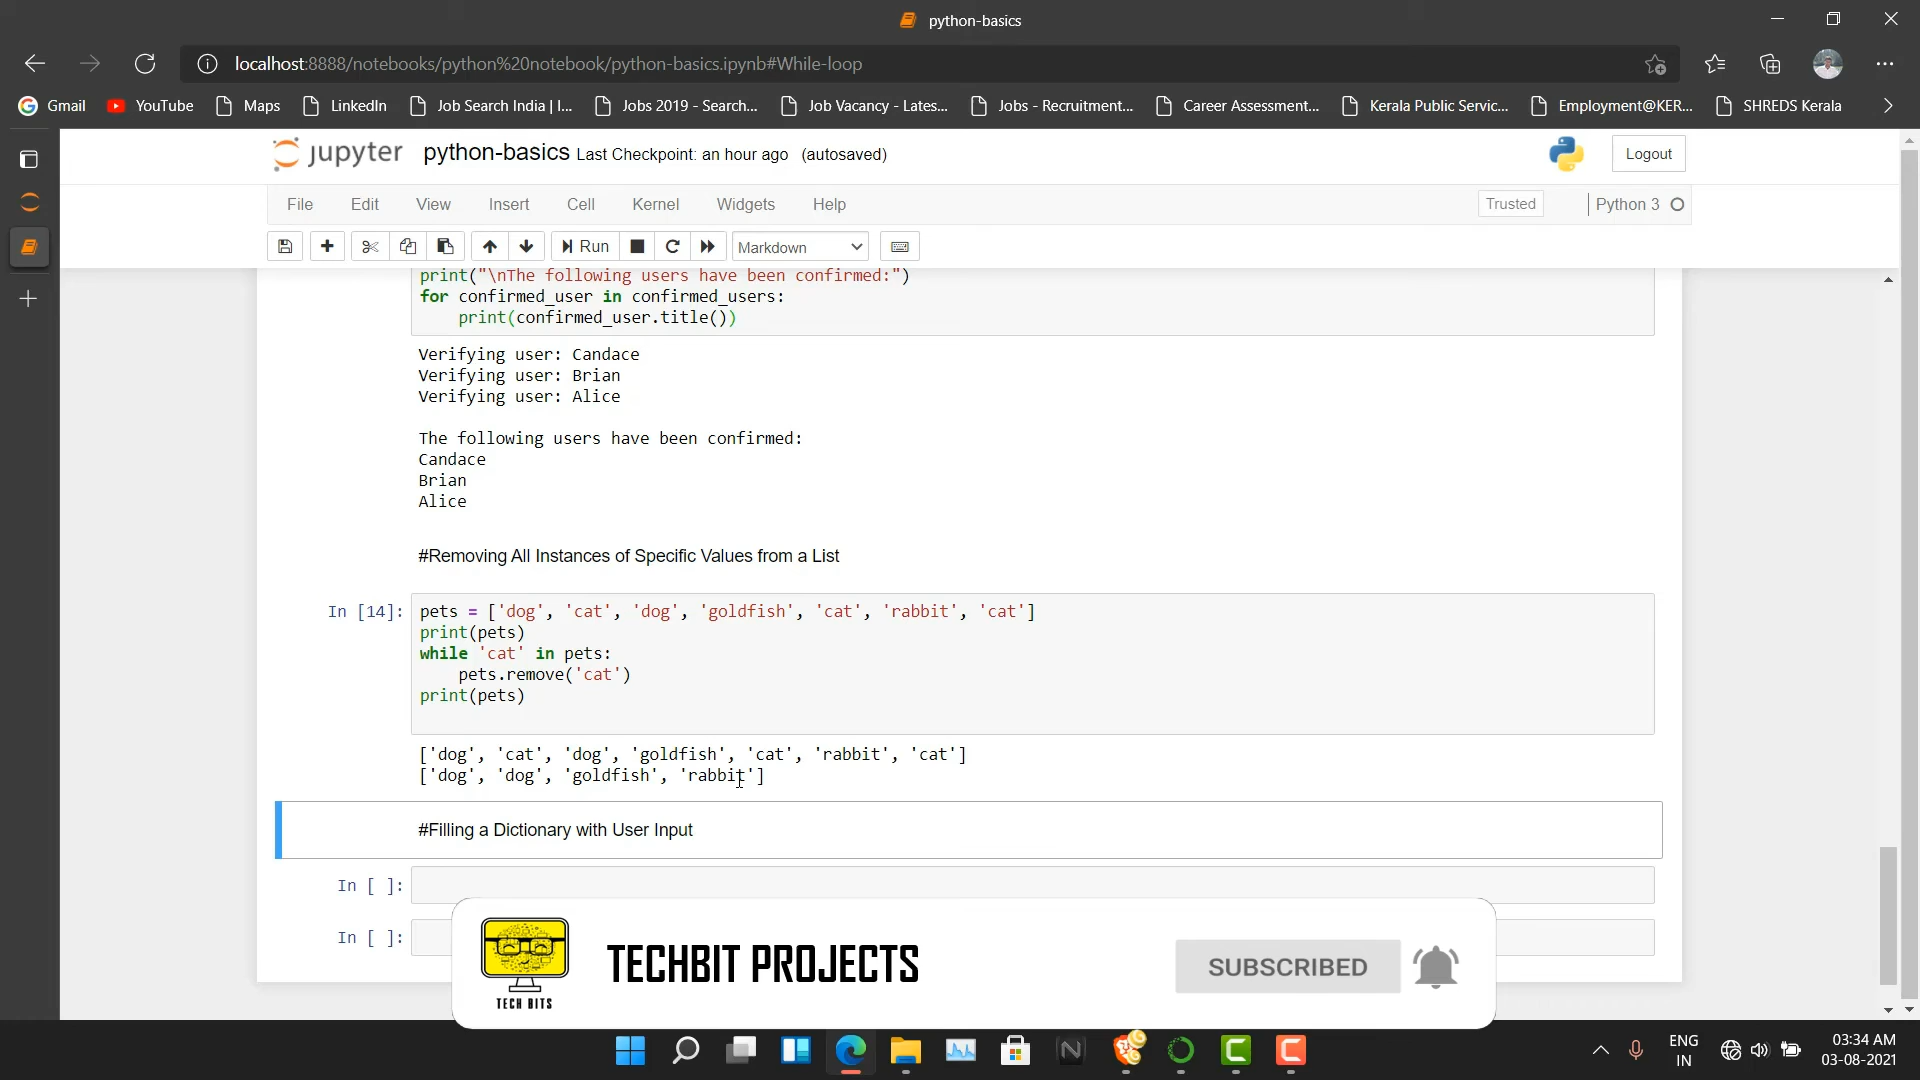 python-basics
localhost:8888/notebooks/python%20notebook/python-basics.ipynb#While-loop
Gmail YouTube Maps LinkedIn Job Search India | I... Jobs 2019 - Search... Job Vacancy - Lates... Jobs - Recruitment... Career Assessment... Kerala Public Servic... Employment@KER... SHREDS Kerala
jupyter python-basics Last Checkpoint: an hour ago (autosaved) Logout
File Edit View Insert Cell Kernel Widgets Help Trusted Python 3
Run Markdown
print("\nThe following users have been confirmed:")
for confirmed_user in confirmed_users:
print(confirmed_user.title())
Verifying user: Candace
Verifying user: Brian
Verifying user: Alice
The following users have been confirmed:
Candace
Brian
Alice
#Removing All Instances of Specific Values from a List
In [14]: pets = ['dog', 'cat', 'dog', 'goldfish', 'cat', 'rabbit', 'cat']
print(pets)
while 'cat' in pets:
pets.remove('cat')
print(pets)
['dog', 'cat', 'dog', 'goldfish', 'cat', 'rabbit', 'cat']
['dog', 'dog', 'goldfish', 'rabbit']
#Filling a Dictionary with User Input
In [ ]:
In [ ]:
TECH BITS
TECHBIT PROJECTS
SUBSCRIBED
ENG
IN
03:34 AM
03-08-2021